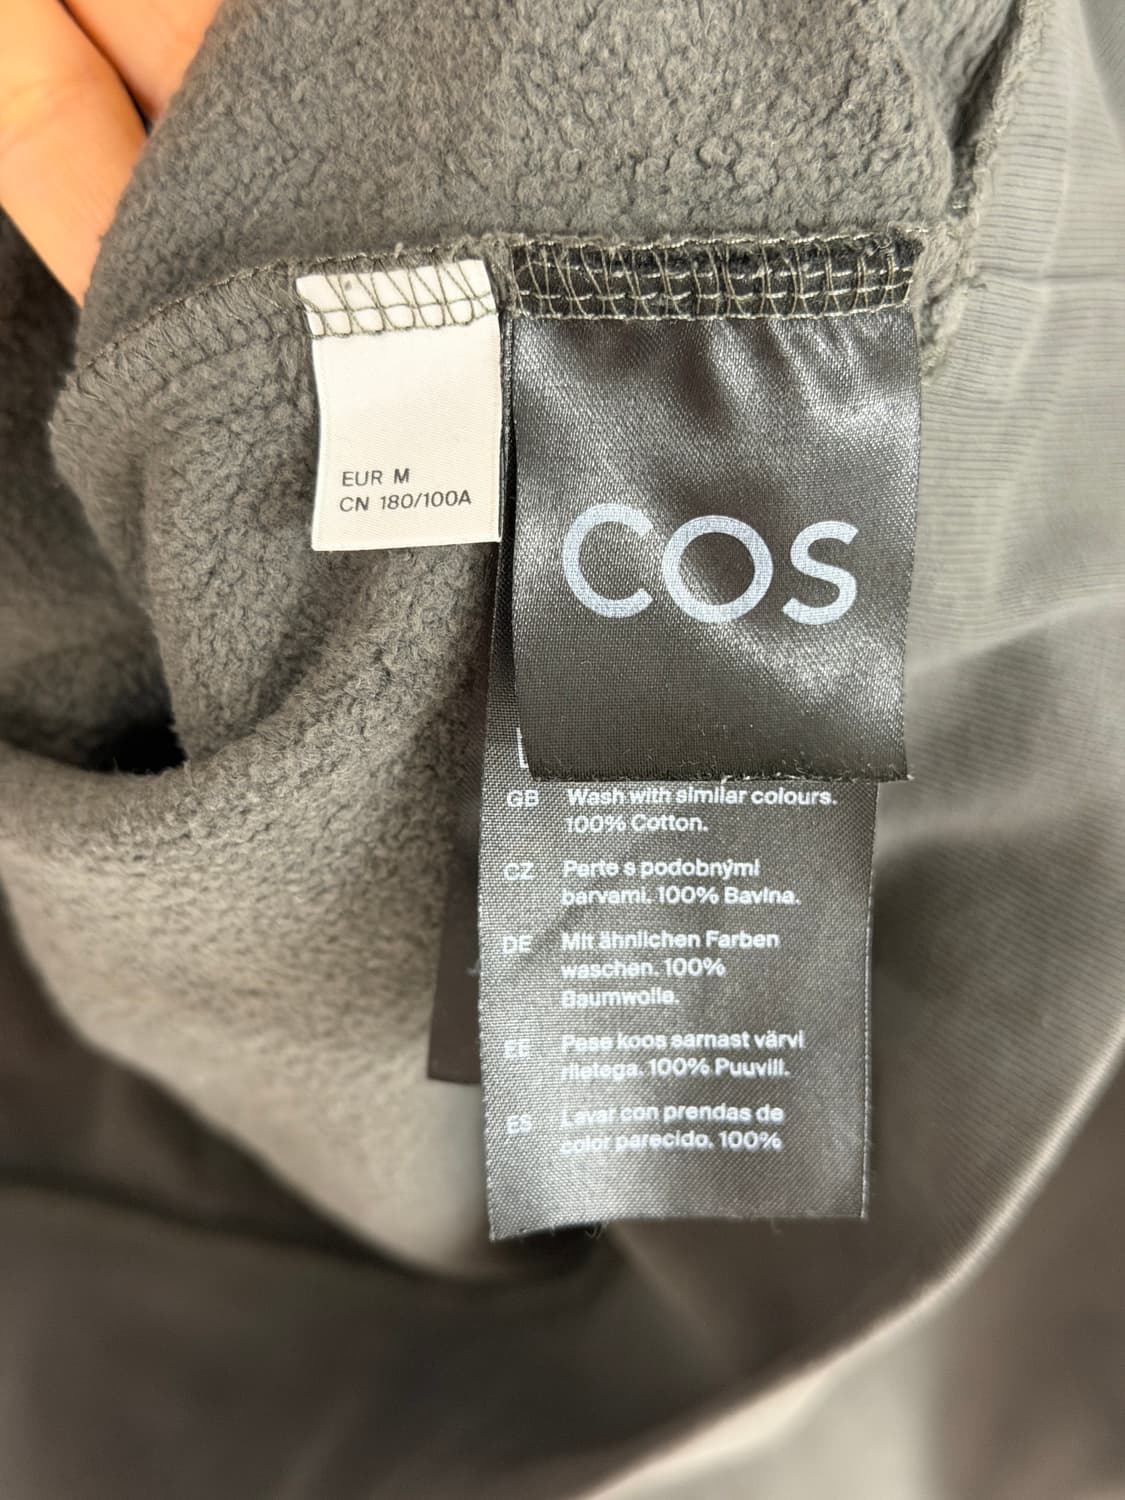 EUR M
CN 180/100A
COS
GB Wash with similar colours.
100% Cotton.
CZ Perte s podobnými
barvami. 100% Bavlna.
DE Mit ähnlichen Farben
waschen. 100%
Baumwolle.
EE Pese koos sarnast värvi
riietega. 100% Puuvill.
ES Lavar con prendas de
color parecido. 100%